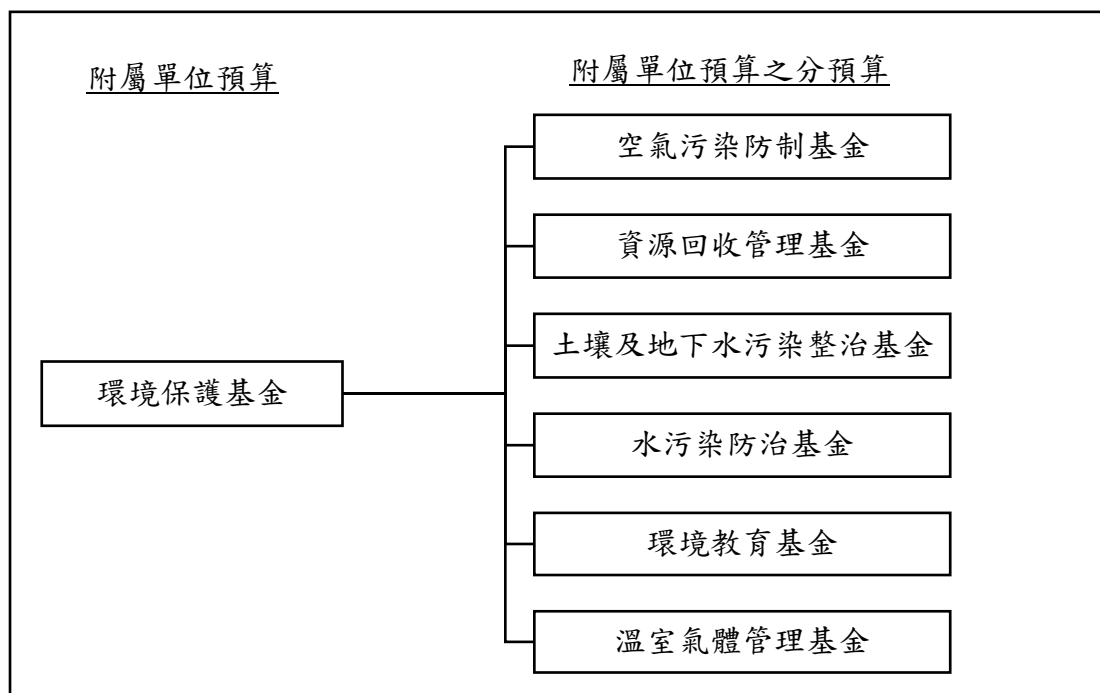 附屬單位預算
附屬單位預算之分預算
環境保護基金
空氣污染防制基金
資源回收管理基金
土壤及地下水污染整治基金
水污染防治基金
環境教育基金
溫室氣體管理基金